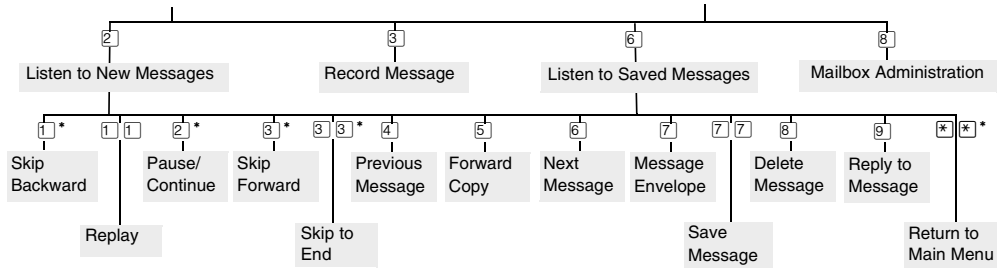 2 3 6 8
Listen to New Messages Record Message Listen to Saved Messages Mailbox Administration
1* 1 1 2* 3* 3 3* 4 5 6 7 7 7 8 9 * **
Skip Pause/ Skip Previous Forward Next Message Delete Reply to
Backward Continue Forward Message Copy Message Envelope Message Message
Replay Skip to Save Return to
End Message Main Menu